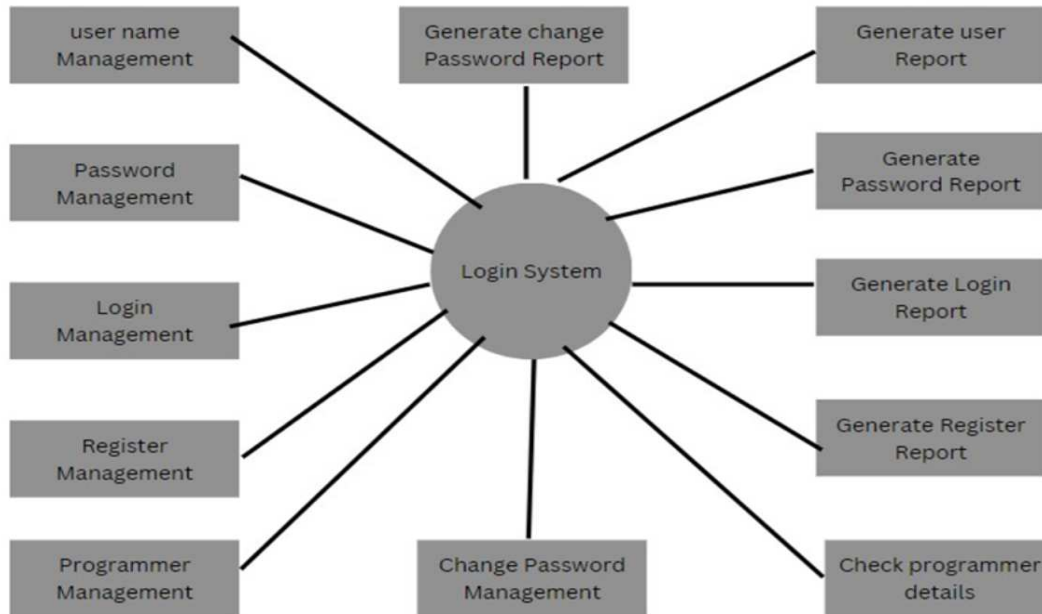 user name
Management
Generate change
Password Report
Generate user
Report
Password
Management
Generate
Password Report
Login System
Login
Management
Generate Login
Report
Register
Management
Generate Register
Report
Programmer
Management
Change Password
Management
Check programmer
details